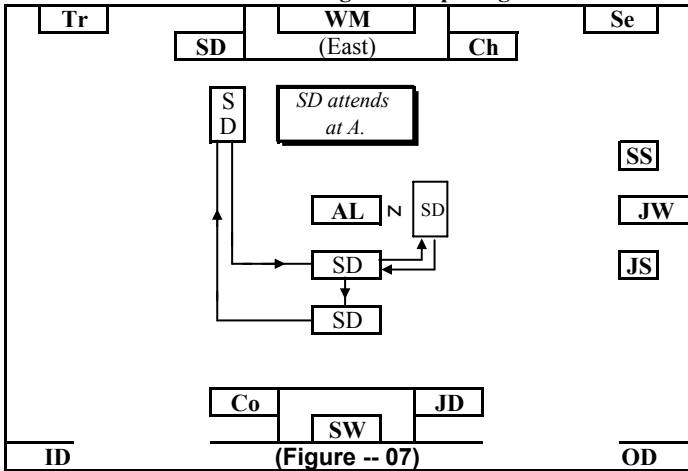 Tr WM Se
SD (East) Ch
S
D
SD attends
at A.
SS
AL Z SD JW
SD JS
SD
Co JD
SW
ID (Figure -- 07) OD